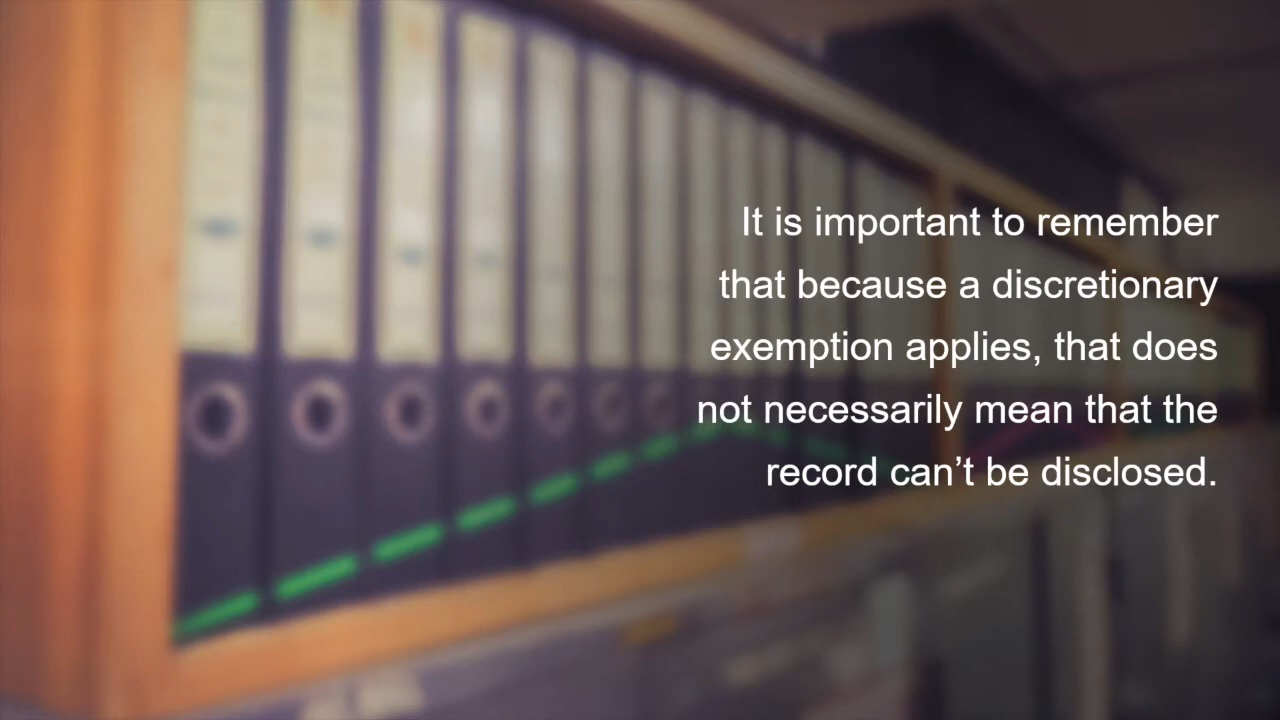 It is important to remember
that because a discretionary
exemption applies, that does
not necessarily mean that the
record can’t be disclosed.